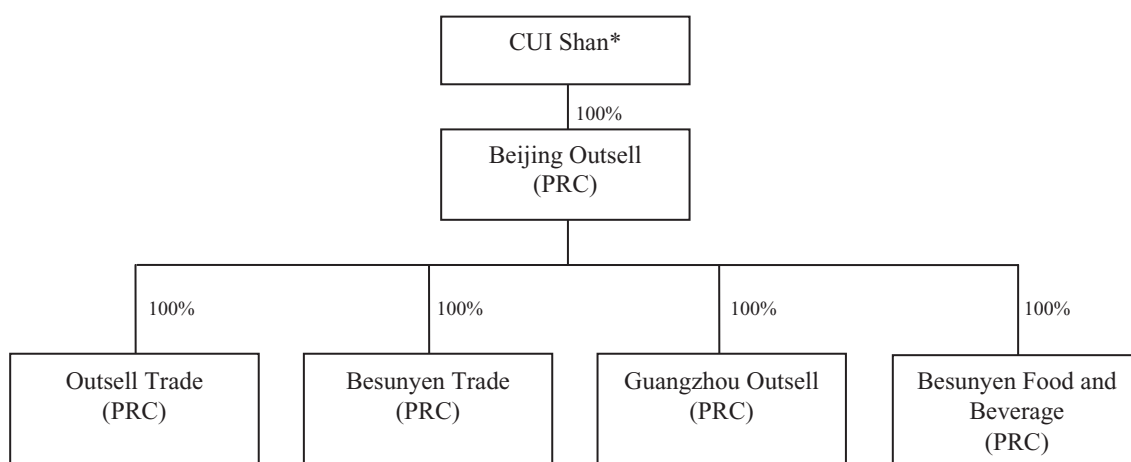 CUI Shan*
100%
Beijing Outsell
(PRC)
100%
100%
100%
100%
Outsell Trade
(PRC)
Besunyen Trade
(PRC)
Guangzhou Outsell
(PRC)
Besunyen Food and
Beverage
(PRC)